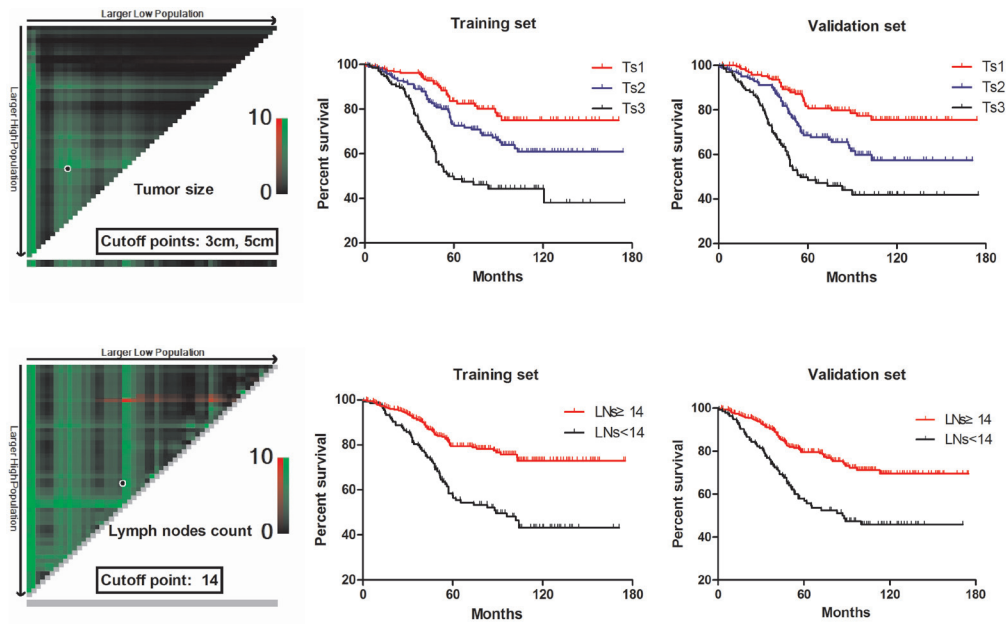 Larger Low Population
Larger High Population
10
0
Tumor size
Cutoff points: 3cm, 5cm
Training set
Percent survival
100
80
60
40
20
0
60
120
180
Months
Ts1
Ts2
Ts3
Validation set
Percent survival
100
80
60
40
20
0
60
120
180
Months
Ts1
Ts2
Ts3
Larger Low Population
Larger High Population
10
0
Lymph nodes count
Cutoff point: 14
Training set
Percent survival
100
80
60
40
20
0
60
120
180
Months
LNs≥ 14
LNs<14
Validation set
Percent survival
100
80
60
40
20
0
60
120
180
Months
LNs≥ 14
LNs<14